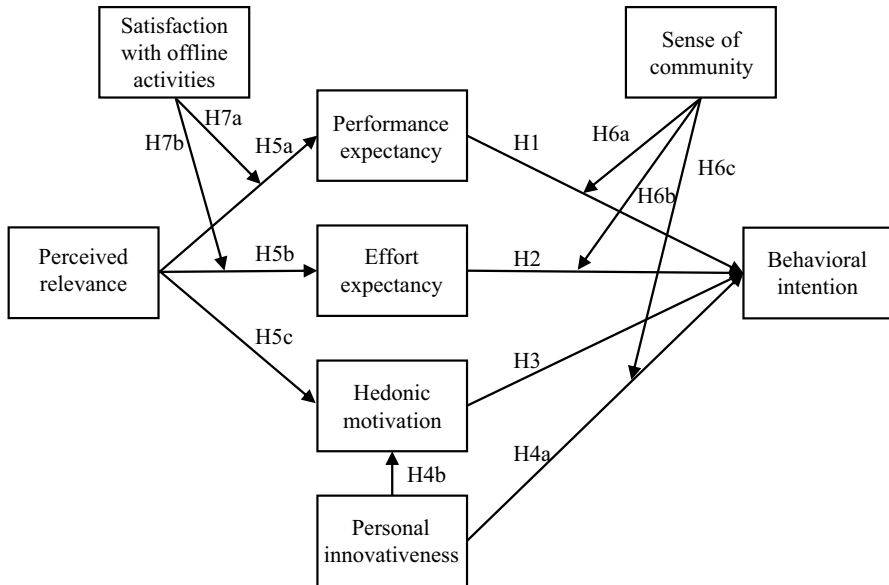 Satisfaction
with offline
activities
Sense of
community
H7a
H7b
Performance
expectancy
H5a
H1
H6a
H6b
H6c
Perceived
relevance
H5b
Effort
expectancy
H2
Behavioral
intention
H5c
Hedonic
motivation
H3
H4a
H4b
Personal
innovativeness